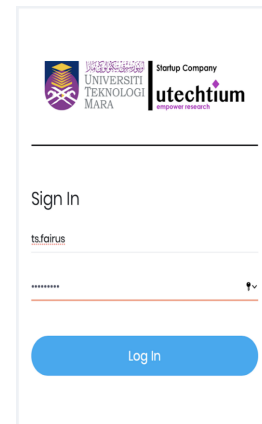 Startup Company
UNIVERSITI
TEKNOLOGI
MARA
utechtium
empower research
Sign In
ts.fairus
•••••••••
Log In